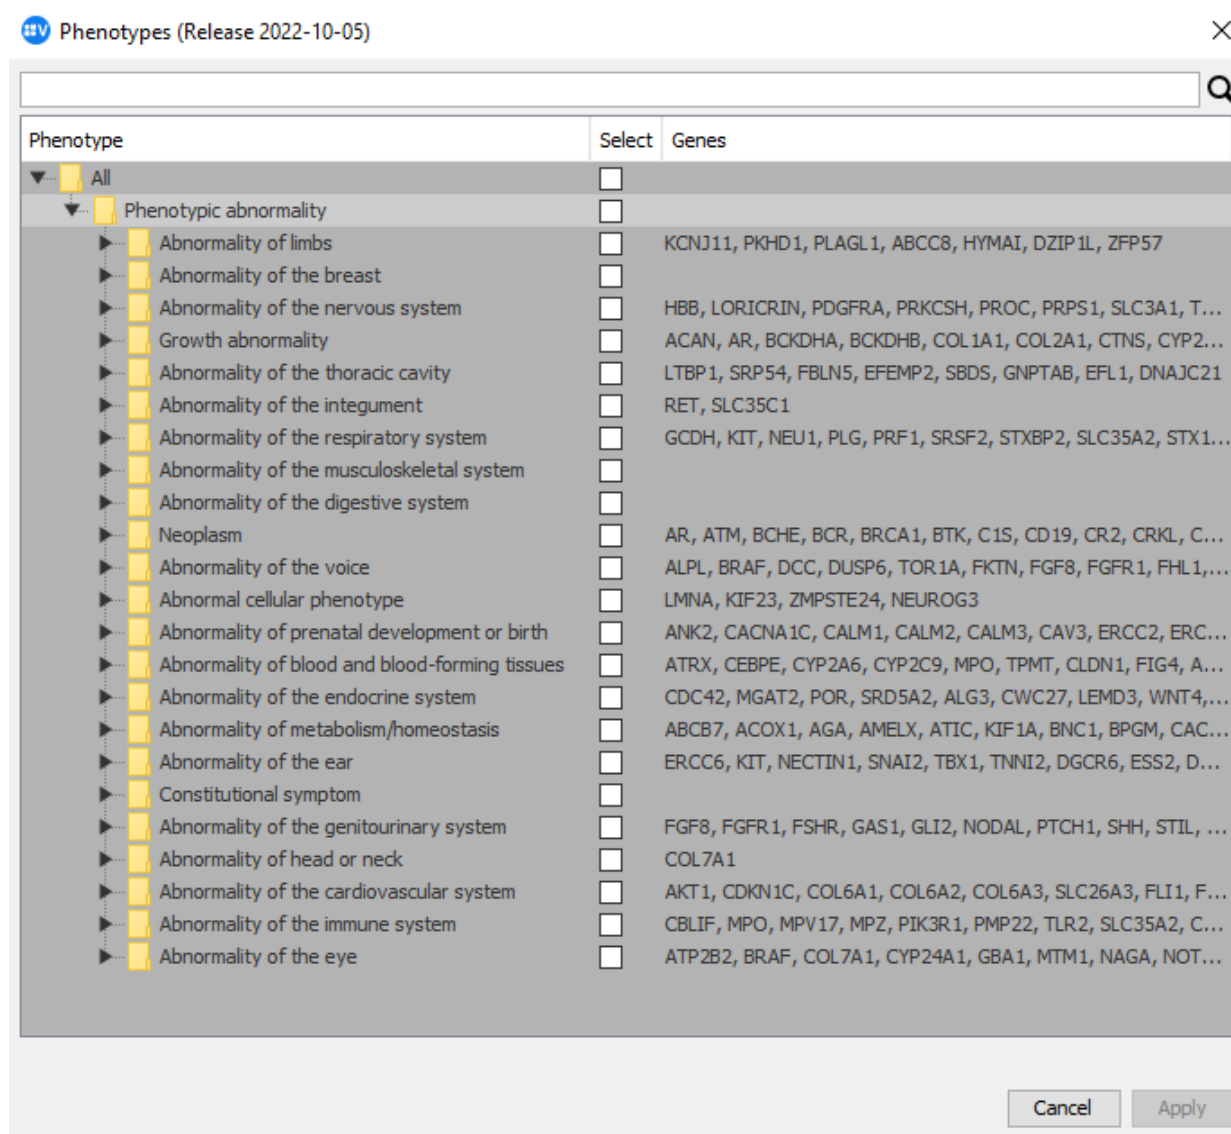 Phenotypes (Release 2022-10-05)
Phenotype Select Genes
All
Phenotypic abnormality
Abnormality of limbs KCNJ11, PKHD1, PLAGL1, ABCC8, HYMAI, DZIP1L, ZFP57
Abnormality of the breast
Abnormality of the nervous system HBB, LORICRIN, PDGFRA, PRKCSH, PROC, PRPS1, SLC3A1, T...
Growth abnormality ACAN, AR, BCKDHA, BCKDHB, COL1A1, COL2A1, CTNS, CYP2...
Abnormality of the thoracic cavity LTBP1, SRP54, FBLN5, EFEMP2, SBDS, GNPTAB, EFL1, DNAJC21
Abnormality of the integument RET, SLC35C1
Abnormality of the respiratory system GCDH, KIT, NEU1, PLG, PRF1, SRSF2, STXBP2, SLC35A2, STX1...
Abnormality of the musculoskeletal system
Abnormality of the digestive system
Neoplasm AR, ATM, BCHE, BCR, BRCA1, BTK, C1S, CD19, CR2, CRKL, C...
Abnormality of the voice ALPL, BRAF, DCC, DUSP6, TOR1A, FKTN, FGF8, FGFR1, FHL1,...
Abnormal cellular phenotype LMNA, KIF23, ZMPSTE24, NEUROG3
Abnormality of prenatal development or birth ANK2, CACNA1C, CALM1, CALM2, CALM3, CAV3, ERCC2, ERC...
Abnormality of blood and blood-forming tissues ATRX, CEBPE, CYP2A6, CYP2C9, MPO, TPMT, CLDN1, FIG4, A...
Abnormality of the endocrine system CDC42, MGAT2, POR, SRD5A2, ALG3, CWC27, LEMD3, WNT4,...
Abnormality of metabolism/homeostasis ABCB7, ACOX1, AGA, AMELX, ATIC, KIF1A, BNC1, BPGM, CAC...
Abnormality of the ear ERCC6, KIT, NECTIN1, SNAI2, TBX1, TNNI2, DGCR6, ESS2, D...
Constitutional symptom
Abnormality of the genitourinary system FGF8, FGFR1, FSHR, GAS1, GLI2, NODAL, PTCH1, SHH, STIL, ...
Abnormality of head or neck COL7A1
Abnormality of the cardiovascular system AKT1, CDKN1C, COL6A1, COL6A2, COL6A3, SLC26A3, FLI1, F...
Abnormality of the immune system CBLIF, MPO, MPV17, MPZ, PIK3R1, PMP22, TLR2, SLC35A2, C...
Abnormality of the eye ATP2B2, BRAF, COL7A1, CYP24A1, GBA1, MTM1, NAGA, NOT...
Cancel Apply